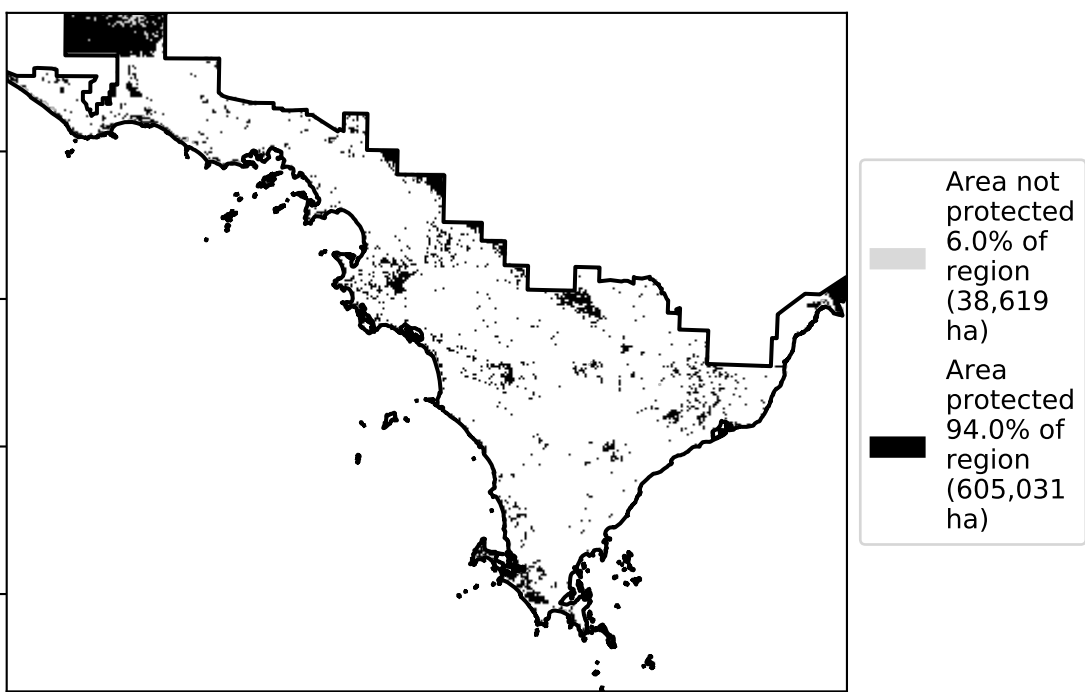 Area not
protected
6.0% of
region
(38,619
ha)
Area
protected
94.0% of
region
(605,031
ha)